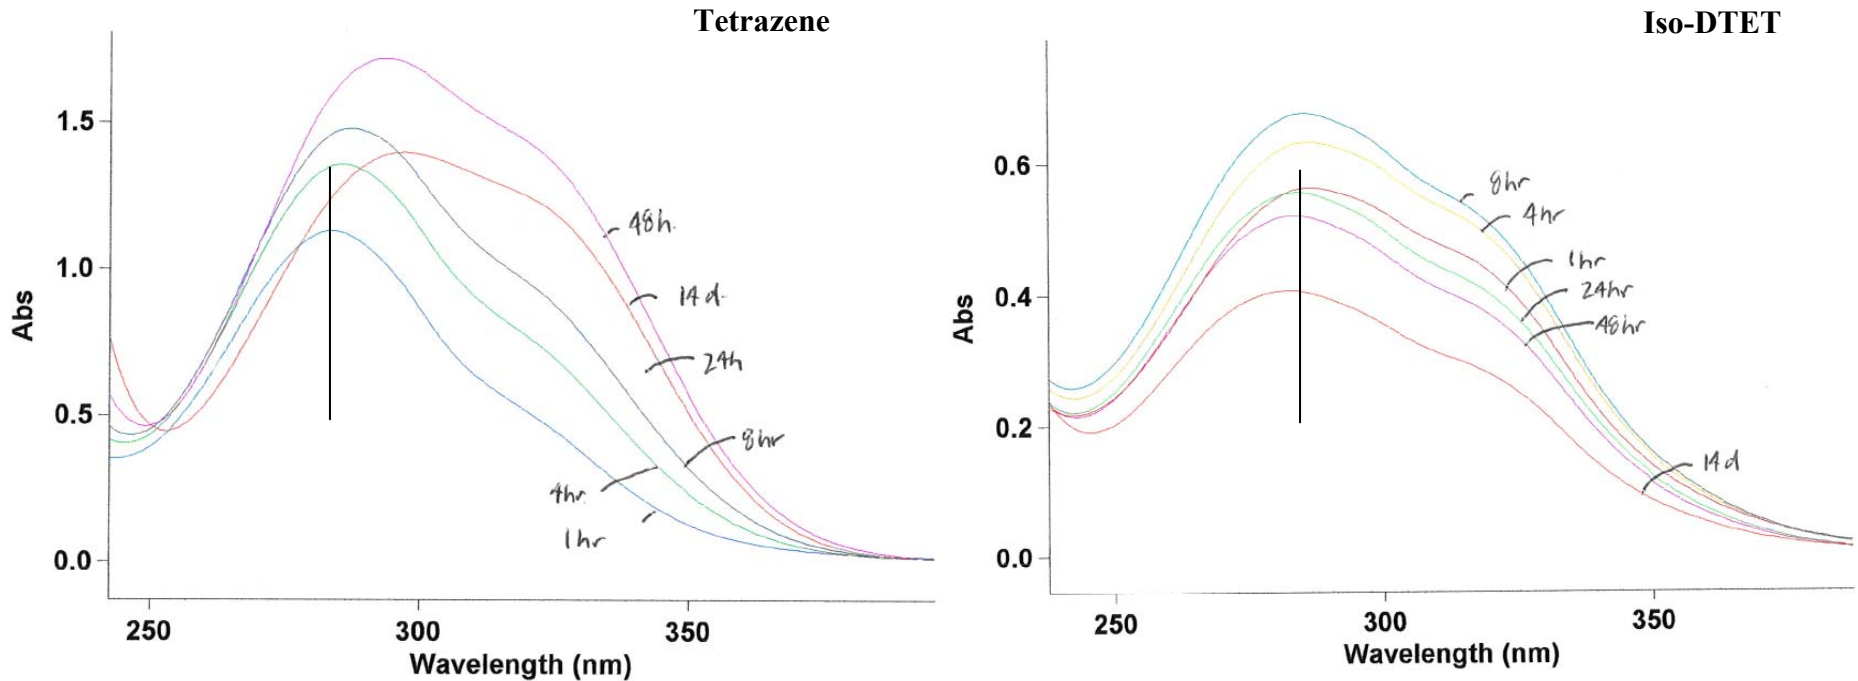 Tetrazene
1.5
1.0
0.5
0.0
Abs
250
300
350
Wavelength (nm)
48h.
14d.
24h
8hr
4hr
1hr
Iso-DTET
0.6
0.4
0.2
0.0
Abs
250
300
350
Wavelength (nm)
8hr
4hr
1hr
24hr
48hr
14d